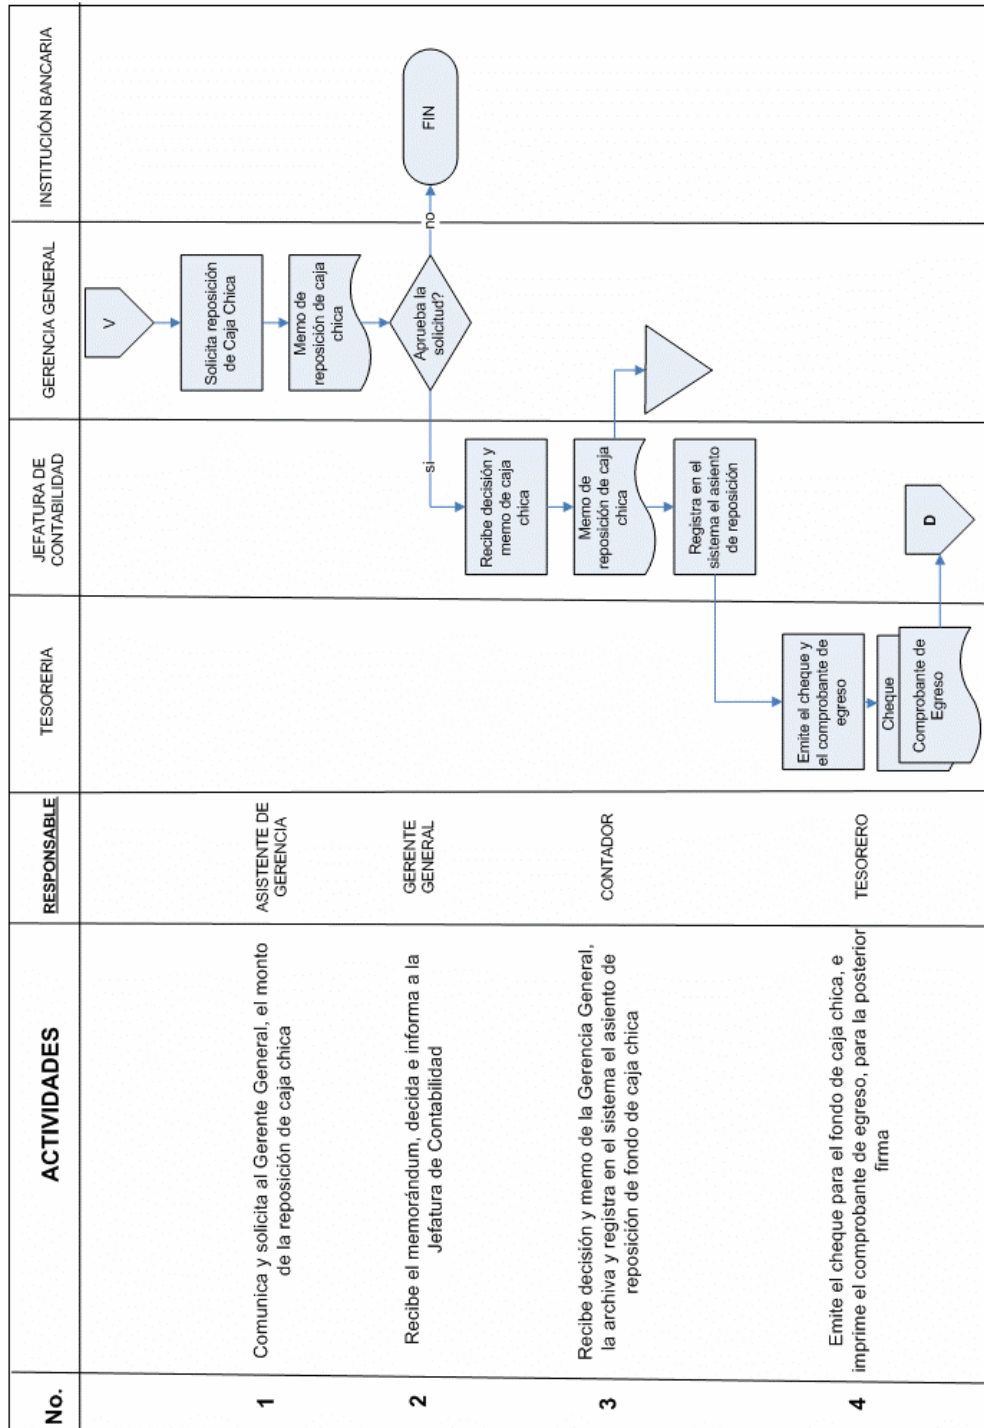 No.
ACTIVIDADES
RESPONSABLE
TESORERIA
JEFATURA DE
CONTABILIDAD
GERENCIA GENERAL
INSTITUCIÓN BANCARIA
V
1
Comunica y solicita al Gerente General, el monto
de la reposición de caja chica
ASISTENTE DE
GERENCIA
Solicita reposición
de Caja Chica
Memo de
reposición de caja
chica
2
Recibe el memorándum, decida e informa a la
Jefatura de Contabilidad
GERENTE
GENERAL
Aprueba la
solicitud?
no
FIN
si
Recibe decisión y
memo de caja
chica
3
Recibe decisión y memo de la Gerencia General,
la archiva y registra en el sistema el asiento de
reposición de fondo de caja chica
CONTADOR
Memo de
reposición de caja
chica
Registra en el
sistema el asiento
de reposición
4
Emite el cheque para el fondo de caja chica, e
imprime el comprobante de egreso, para la posterior
firma
TESORERO
Emite el cheque y
el comprobante de
egreso
Cheque
Comprobante de
Egreso
D